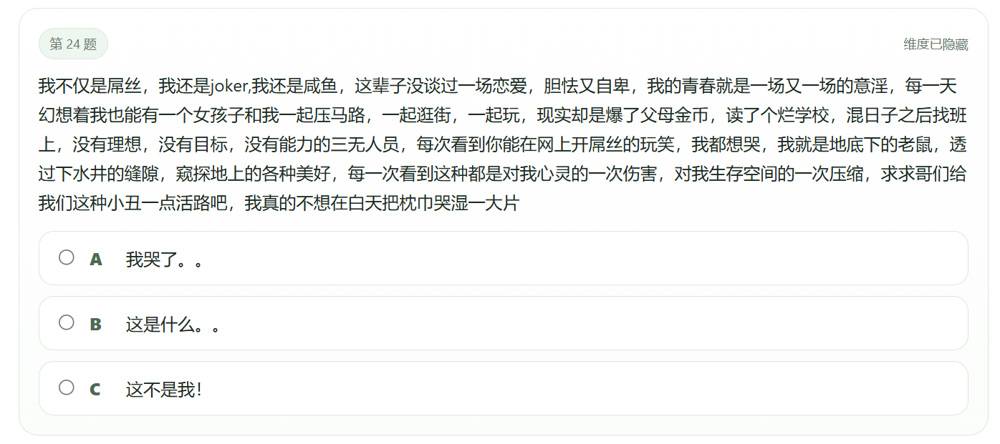 第 24 题
维度已隐藏
我不仅是屌丝，我还是joker,我还是咸鱼，这辈子没谈过一场恋爱，胆怯又自卑，我的青春就是一场又一场的意淫，每一天
幻想着我也能有一个女孩子和我一起压马路，一起逛街，一起玩，现实却是爆了父母金币，读了个烂学校，混日子之后找班
上，没有理想，没有目标，没有能力的三无人员，每次看到你能在网上开屌丝的玩笑，我都想哭，我就是地底下的老鼠，透
过下水井的缝隙，窥探地上的各种美好，每一次看到这种都是对我心灵的一次伤害，对我生存空间的一次压缩，求求哥们给
我们这种小丑一点活路吧，我真的不想在白天把枕巾哭湿一大片
A 我哭了。。
B 这是什么。。
C 这不是我！